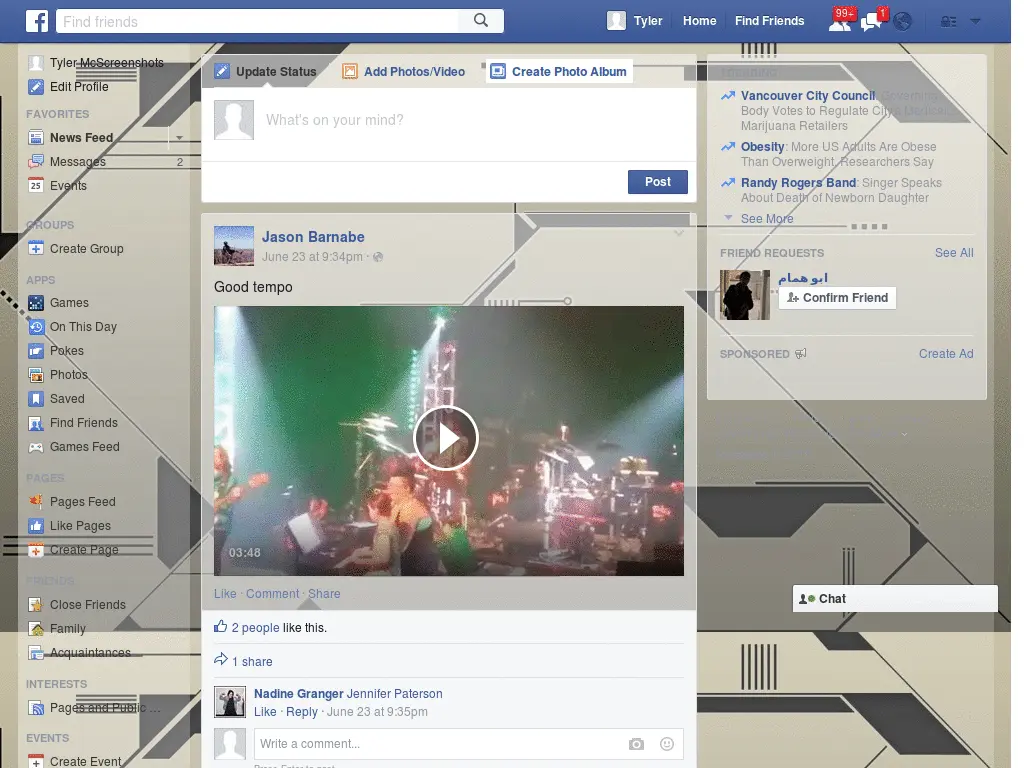 Find friends
Tyler
Home
Find Friends
99+
1
Tyler McScreenshots
Edit Profile
FAVORITES
News Feed
Messages 2
25 Events
GROUPS
Create Group
APPS
Games
On This Day
Pokes
Photos
Saved
Find Friends
Games Feed
PAGES
Pages Feed
Like Pages
Create Page
FRIENDS
Close Friends
Family
Acquaintances
INTERESTS
Pages and Public ...
EVENTS
Create Event
Update Status
Add Photos/Video
Create Photo Album
What's on your mind?
Post
Jason Barnabe
June 23 at 9:34pm ·
Good tempo
03:48
Like · Comment · Share
2 people like this.
1 share
Nadine Granger Jennifer Paterson
Like · Reply · June 23 at 9:35pm
Write a comment...
TRENDING
Vancouver City Council: Governing
Body Votes to Regulate City's
Marijuana Retailers
Obesity: More US Adults Are Obese
Than Overweight, Researchers Say
Randy Rogers Band: Singer Speaks
About Death of Newborn Daughter
See More
FRIEND REQUESTS
See All
ابو همام
Confirm Friend
SPONSORED
Create Ad
Chat